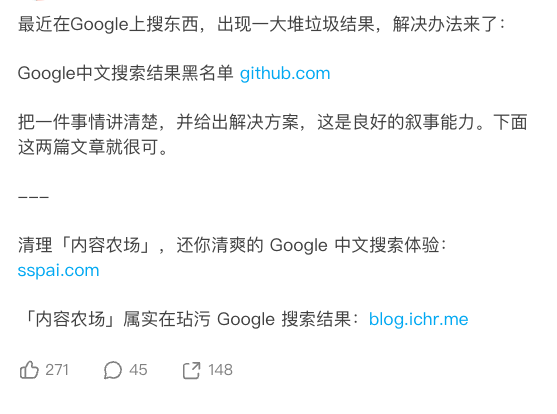 最近在Google上搜东西，出现一大堆垃圾结果，解决办法来了：
Google中文搜索结果黑名单 github.com
把一件事情讲清楚，并给出解决方案，这是良好的叙事能力。下面
这两篇文章就很可。
---
清理「内容农场」，还你清爽的 Google 中文搜索体验：
sspai.com
「内容农场」属实在玷污 Google 搜索结果：blog.ichr.me
271 45 148